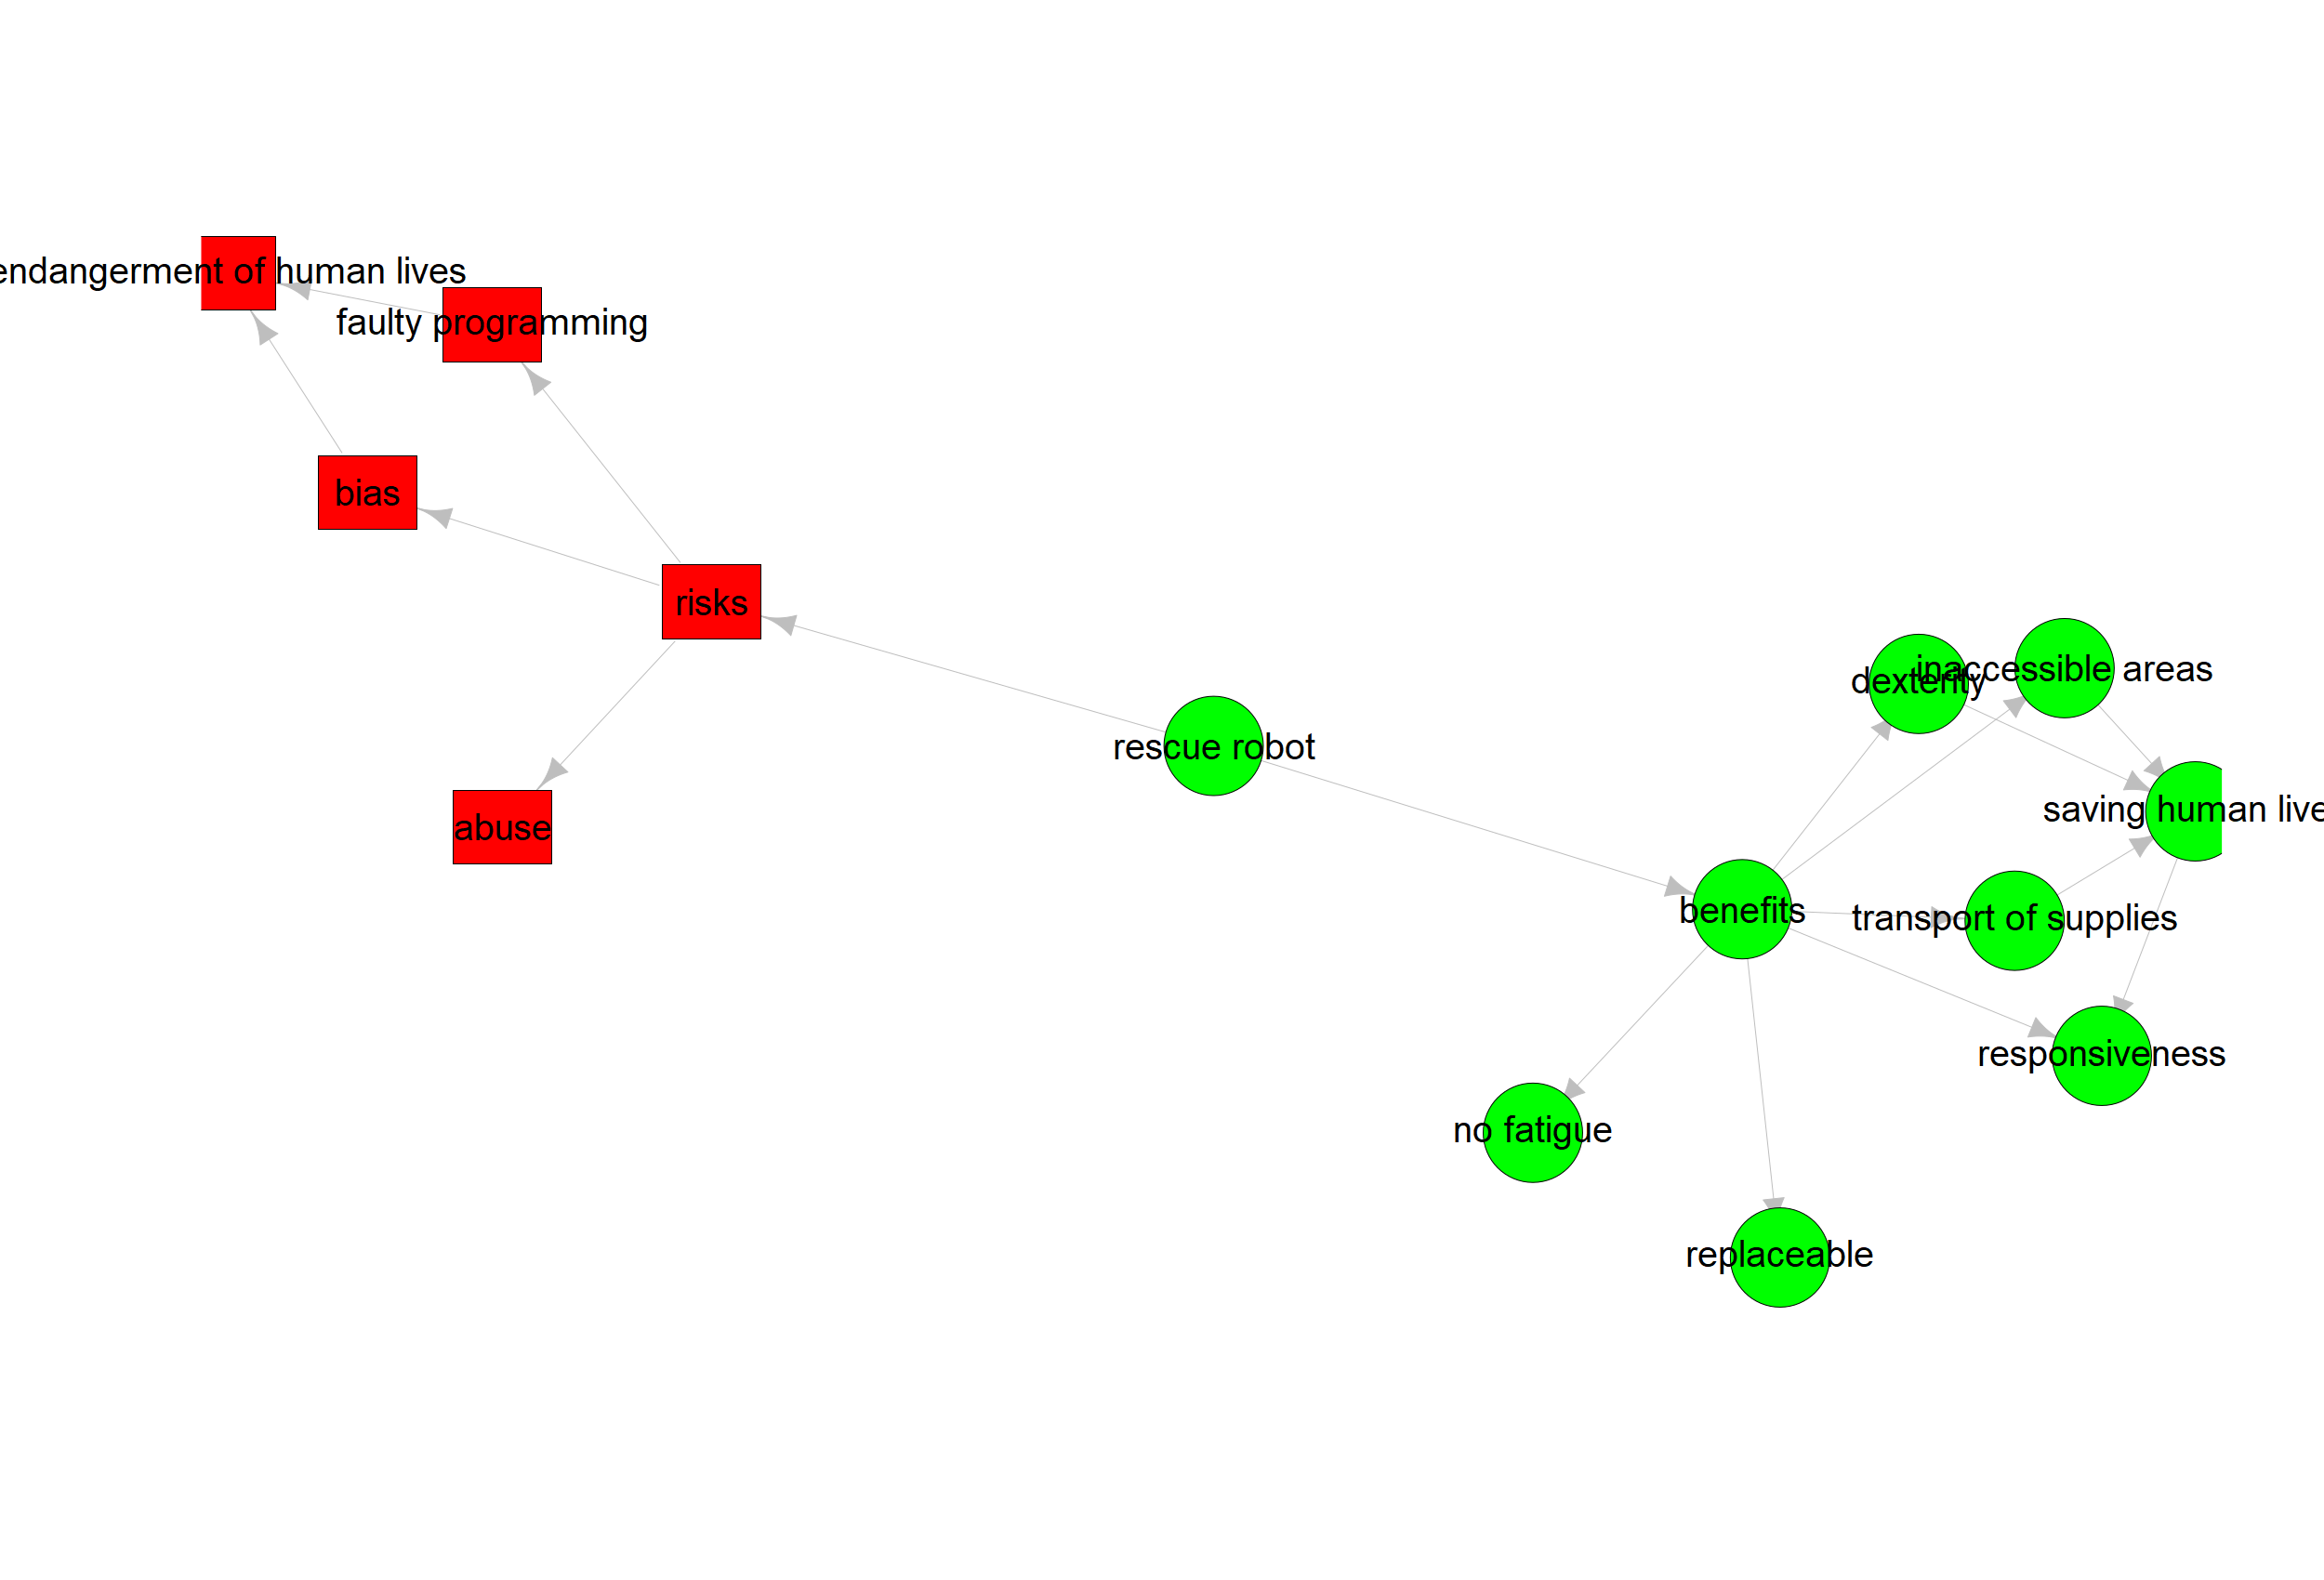 endangerment of human lives
faulty programming
bias
risks
abuse
rescue robot
inaccessible areas
dexterity
saving human live
benefits
transport of supplies
responsiveness
no fatigue
replaceable